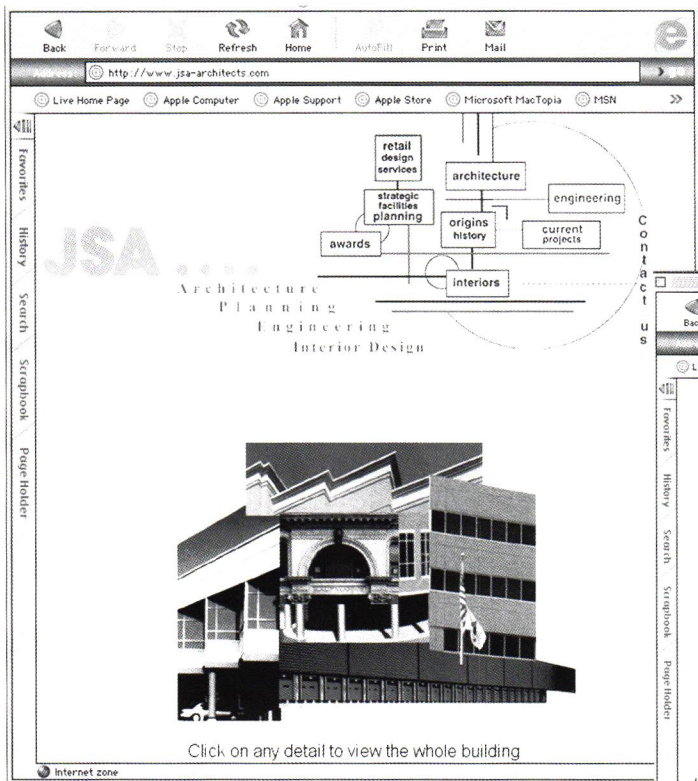 Back Forward Stop Refresh Home AutoFill Print Mail
Address http://www.jsa-architects.com go
Live Home Page Apple Computer Apple Support Apple Store Microsoft MacTopia MSN >>
Favorites
History
Search
Scrapbook
Page Holder
retail
design
services
architecture
strategic
facilities
planning
engineering
origins
history
current
projects
awards
interiors
Contact us
JSA....
Architecture
Planning
Engineering
Interior Design
Click on any detail to view the whole building
Internet zone
Bac
L
Favorites
History
Search
Scrapbook
Page Holder